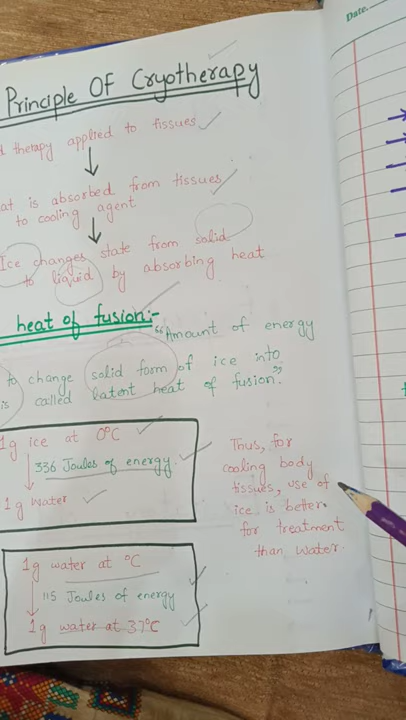 Principle Of Cryotherapy
therapy applied to tissues
is absorbed from tissues
to cooling agent
Ice changes state from solid
to liquid by absorbing heat
heat of fusion:-
"Amount of energy
to change solid form of ice into
is called latent heat of fusion."
1g ice at 0°C
336 Joules of energy
1g Water
Thus, for
cooling body
tissues, use of
ice is better
for treatment
than water.
1g water at °C
115 Joules of energy
1g water at 37°C
Date.